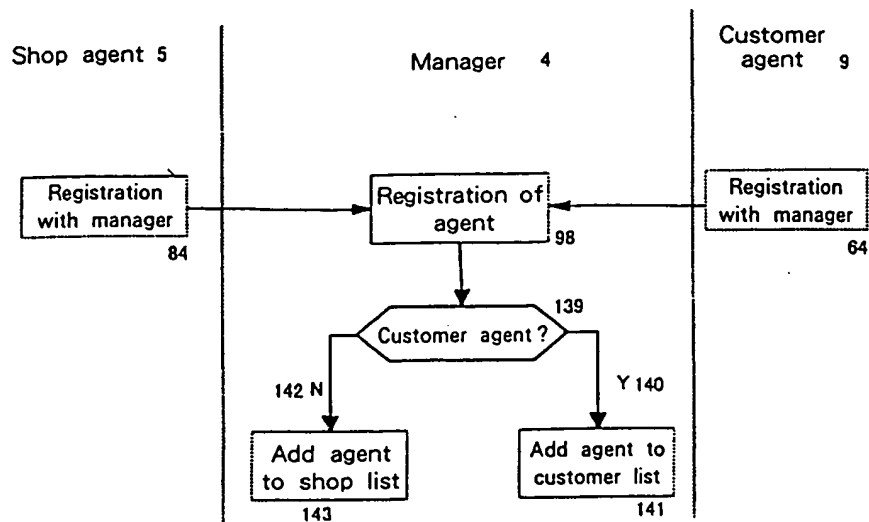 Shop agent 5
Manager 4
Customer
agent 9
Registration
with manager
84
Registration of
agent
98
Registration
with manager
64
139
Customer agent?
142 N
Y 140
Add agent
to shop list
143
Add agent to
customer list
141